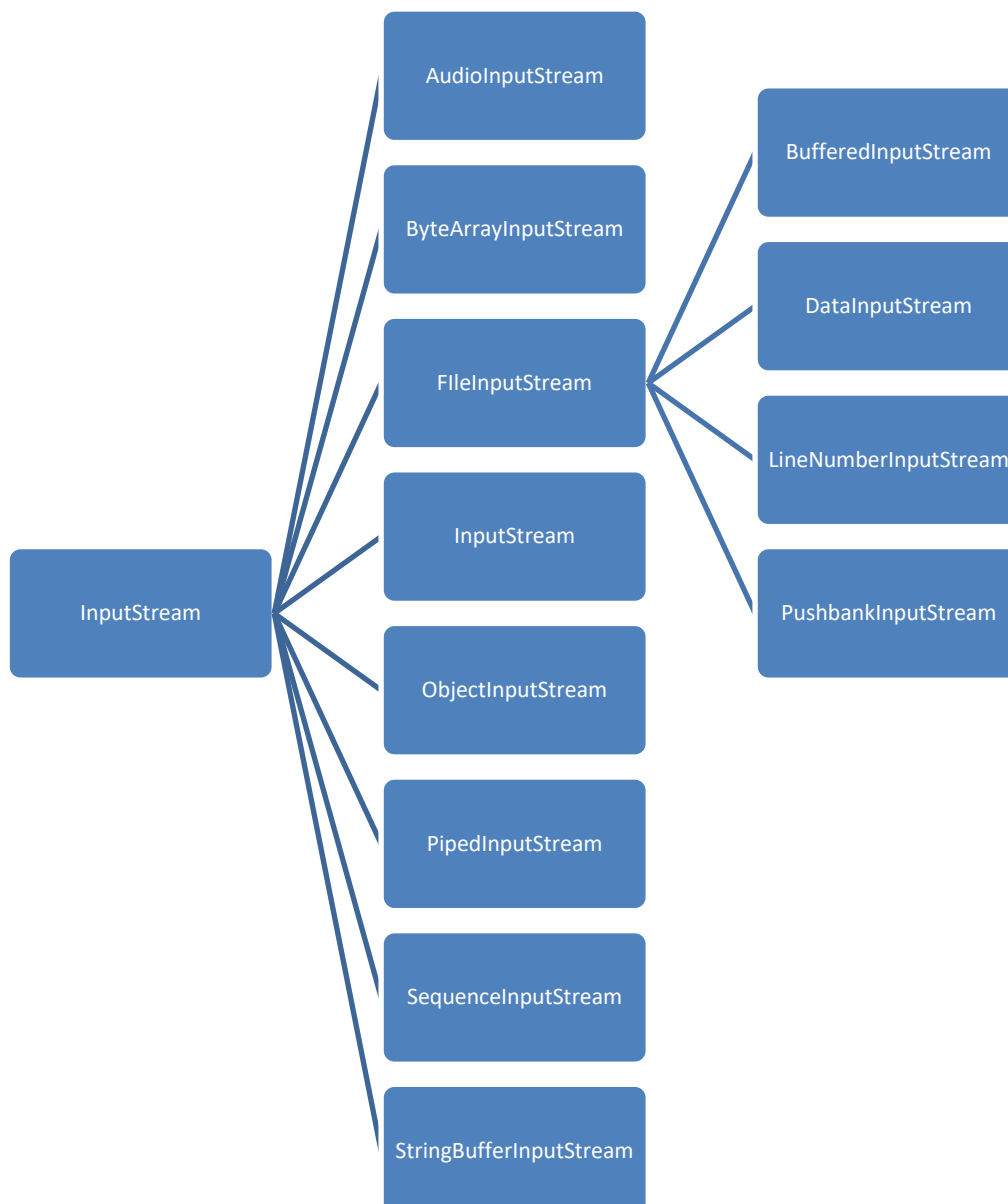 AudioInputStream
BufferedInputStream
ByteArrayInputStream
DataInputStream
FIleInputStream
LineNumberInputStream
InputStream
InputStream
PushbankInputStream
ObjectInputStream
PipedInputStream
SequenceInputStream
StringBufferInputStream